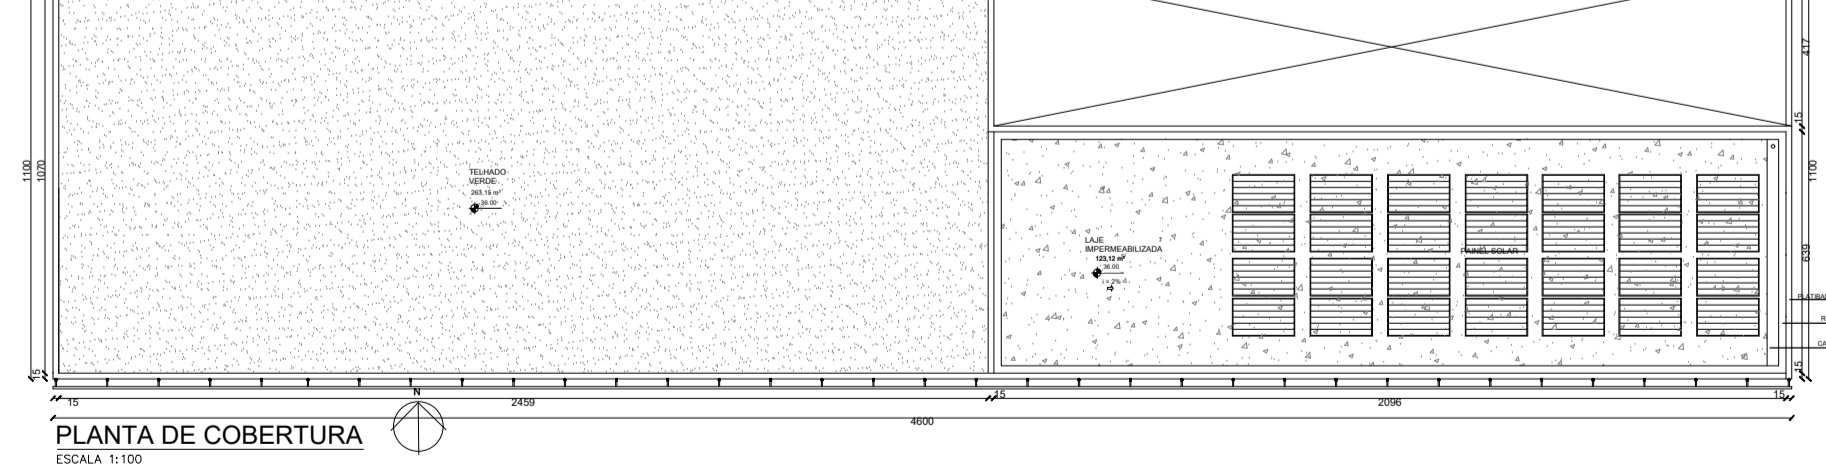 417
15
1100
1070
TELHADO
VERDE
263,15 m²
36.00
1100
LAJE
IMPERMEABILIZADA
123,12 m²
36.00
i = 2%
PAINEL SOLAR
639
15
15
N
15
2459
15
2096
15
4600
PLANTA DE COBERTURA
ESCALA 1:100